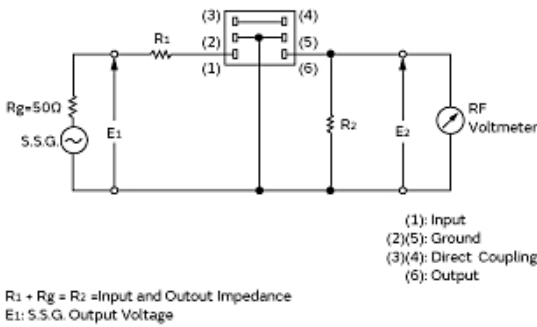 (3) (4)
R1 (2) (5)
(1) (6)
Rg=50Ω
S.S.G.
E1
R2
E2
RF
Voltmeter
(1): Input
(2)(5): Ground
(3)(4): Direct Coupling
(6): Output
R1 + Rg = R2 =Input and Outout Impedance
E1: S.S.G. Output Voltage